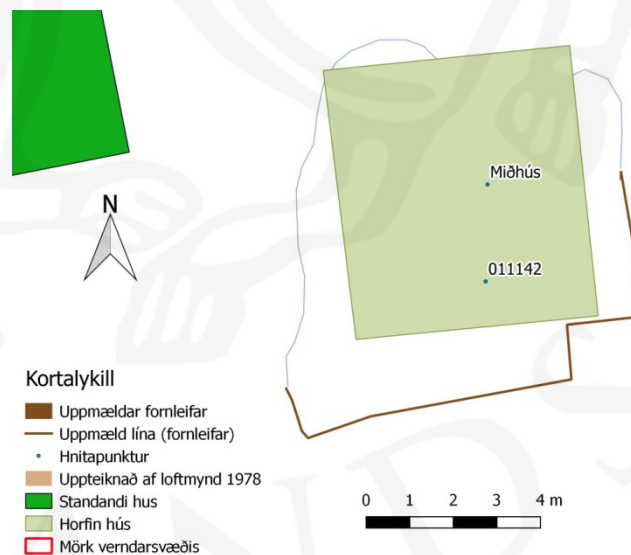 Miðhús
011142
N
Kortalykill
Uppmældar fornleifar
Uppmæld lína (fornleifar)
Hnitapunktur
Uppteiknað af loftmynd 1978
Standandi hus
Horfin hús
Mörk verndarsvæðis
0 1 2 3 4 m